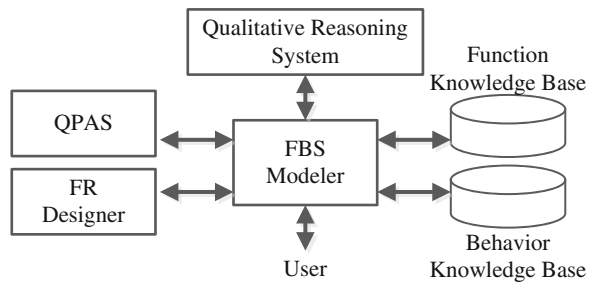 Qualitative Reasoning
System
Function
Knowledge Base
QPAS
FBS
Modeler
FR
Designer
Behavior
Knowledge Base
User